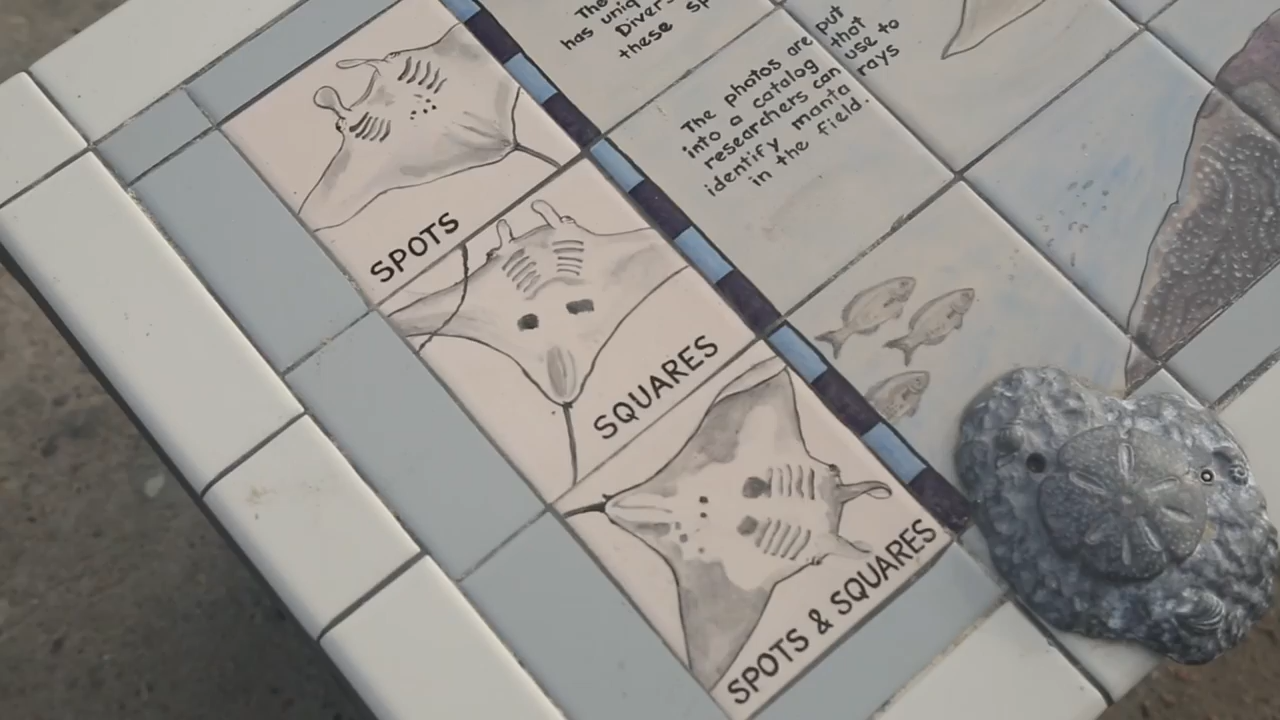 The
has uniq
Divers
these sp
The photos are put
into a catalog that
researchers can use to
identify manta rays
in the field.
SPOTS
SQUARES
SPOTS & SQUARES